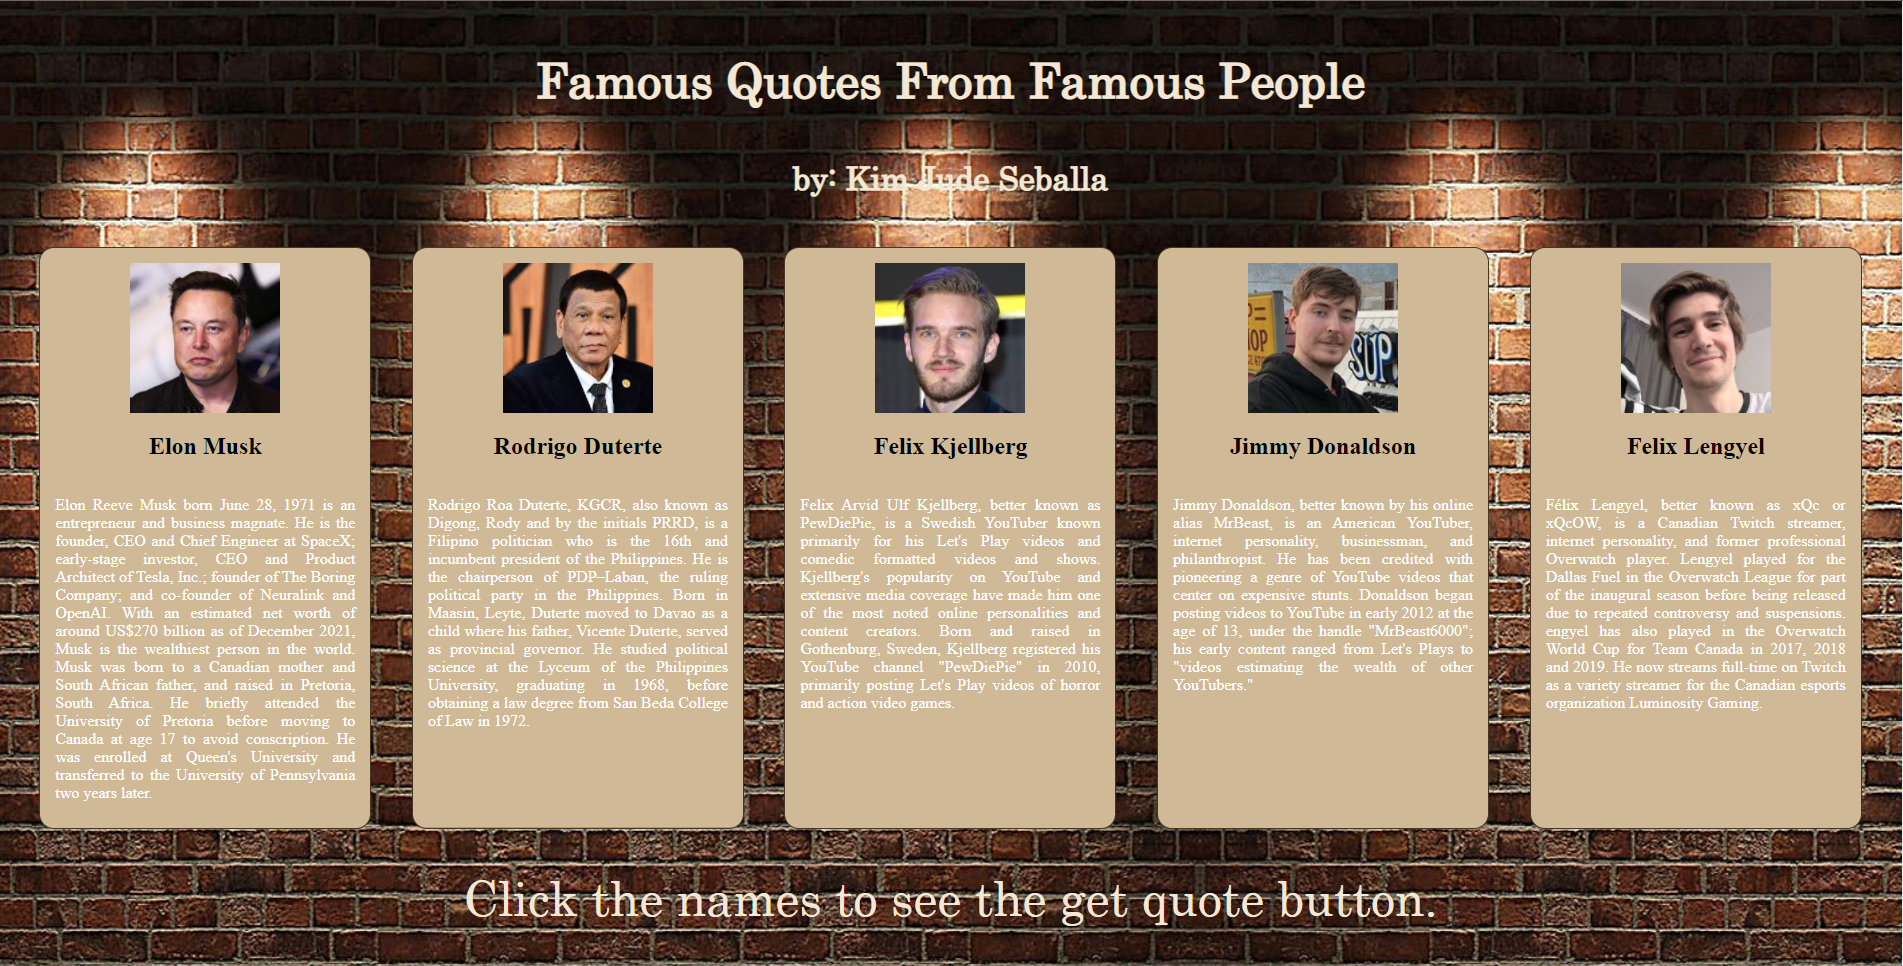 Famous Quotes From Famous People
by: Kim Jude Seballa
OP
SUP
Elon Musk
Elon Reeve Musk born June 28, 1971 is an
entrepreneur and business magnate. He is the
founder, CEO and Chief Engineer at SpaceX;
early-stage investor, CEO and Product
Architect of Tesla, Inc.; founder of The Boring
Company; and co-founder of Neuralink and
OpenAI. With an estimated net worth of
around US$270 billion as of December 2021,
Musk is the wealthiest person in the world.
Musk was born to a Canadian mother and
South African father, and raised in Pretoria,
South Africa. He briefly attended the
University of Pretoria before moving to
Canada at age 17 to avoid conscription. He
was enrolled at Queen's University and
transferred to the University of Pennsylvania
two years later.
Rodrigo Duterte
Rodrigo Roa Duterte, KGCR, also known as
Digong, Rody and by the initials PRRD, is a
Filipino politician who is the 16th and
incumbent president of the Philippines. He is
the chairperson of PDP–Laban, the ruling
political party in the Philippines. Born in
Maasin, Leyte, Duterte moved to Davao as a
child where his father, Vicente Duterte, served
as provincial governor. He studied political
science at the Lyceum of the Philippines
University, graduating in 1968, before
obtaining a law degree from San Beda College
of Law in 1972.
Felix Kjellberg
Felix Arvid Ulf Kjellberg, better known as
PewDiePie, is a Swedish YouTuber known
primarily for his Let's Play videos and
comedic formatted videos and shows.
Kjellberg's popularity on YouTube and
extensive media coverage have made him one
of the most noted online personalities and
content creators. Born and raised in
Gothenburg, Sweden, Kjellberg registered his
YouTube channel "PewDiePie" in 2010,
primarily posting Let's Play videos of horror
and action video games.
Jimmy Donaldson
Jimmy Donaldson, better known by his online
alias MrBeast, is an American YouTuber,
internet personality, businessman, and
philanthropist. He has been credited with
pioneering a genre of YouTube videos that
center on expensive stunts. Donaldson began
posting videos to YouTube in early 2012 at the
age of 13, under the handle "MrBeast6000";
his early content ranged from Let's Plays to
"videos estimating the wealth of other
YouTubers."
Felix Lengyel
Félix Lengyel, better known as xQc or
xQcOW, is a Canadian Twitch streamer,
internet personality, and former professional
Overwatch player. Lengyel played for the
Dallas Fuel in the Overwatch League for part
of the inaugural season before being released
due to repeated controversy and suspensions.
engyel has also played in the Overwatch
World Cup for Team Canada in 2017, 2018
and 2019. He now streams full-time on Twitch
as a variety streamer for the Canadian esports
organization Luminosity Gaming.
Click the names to see the get quote button.